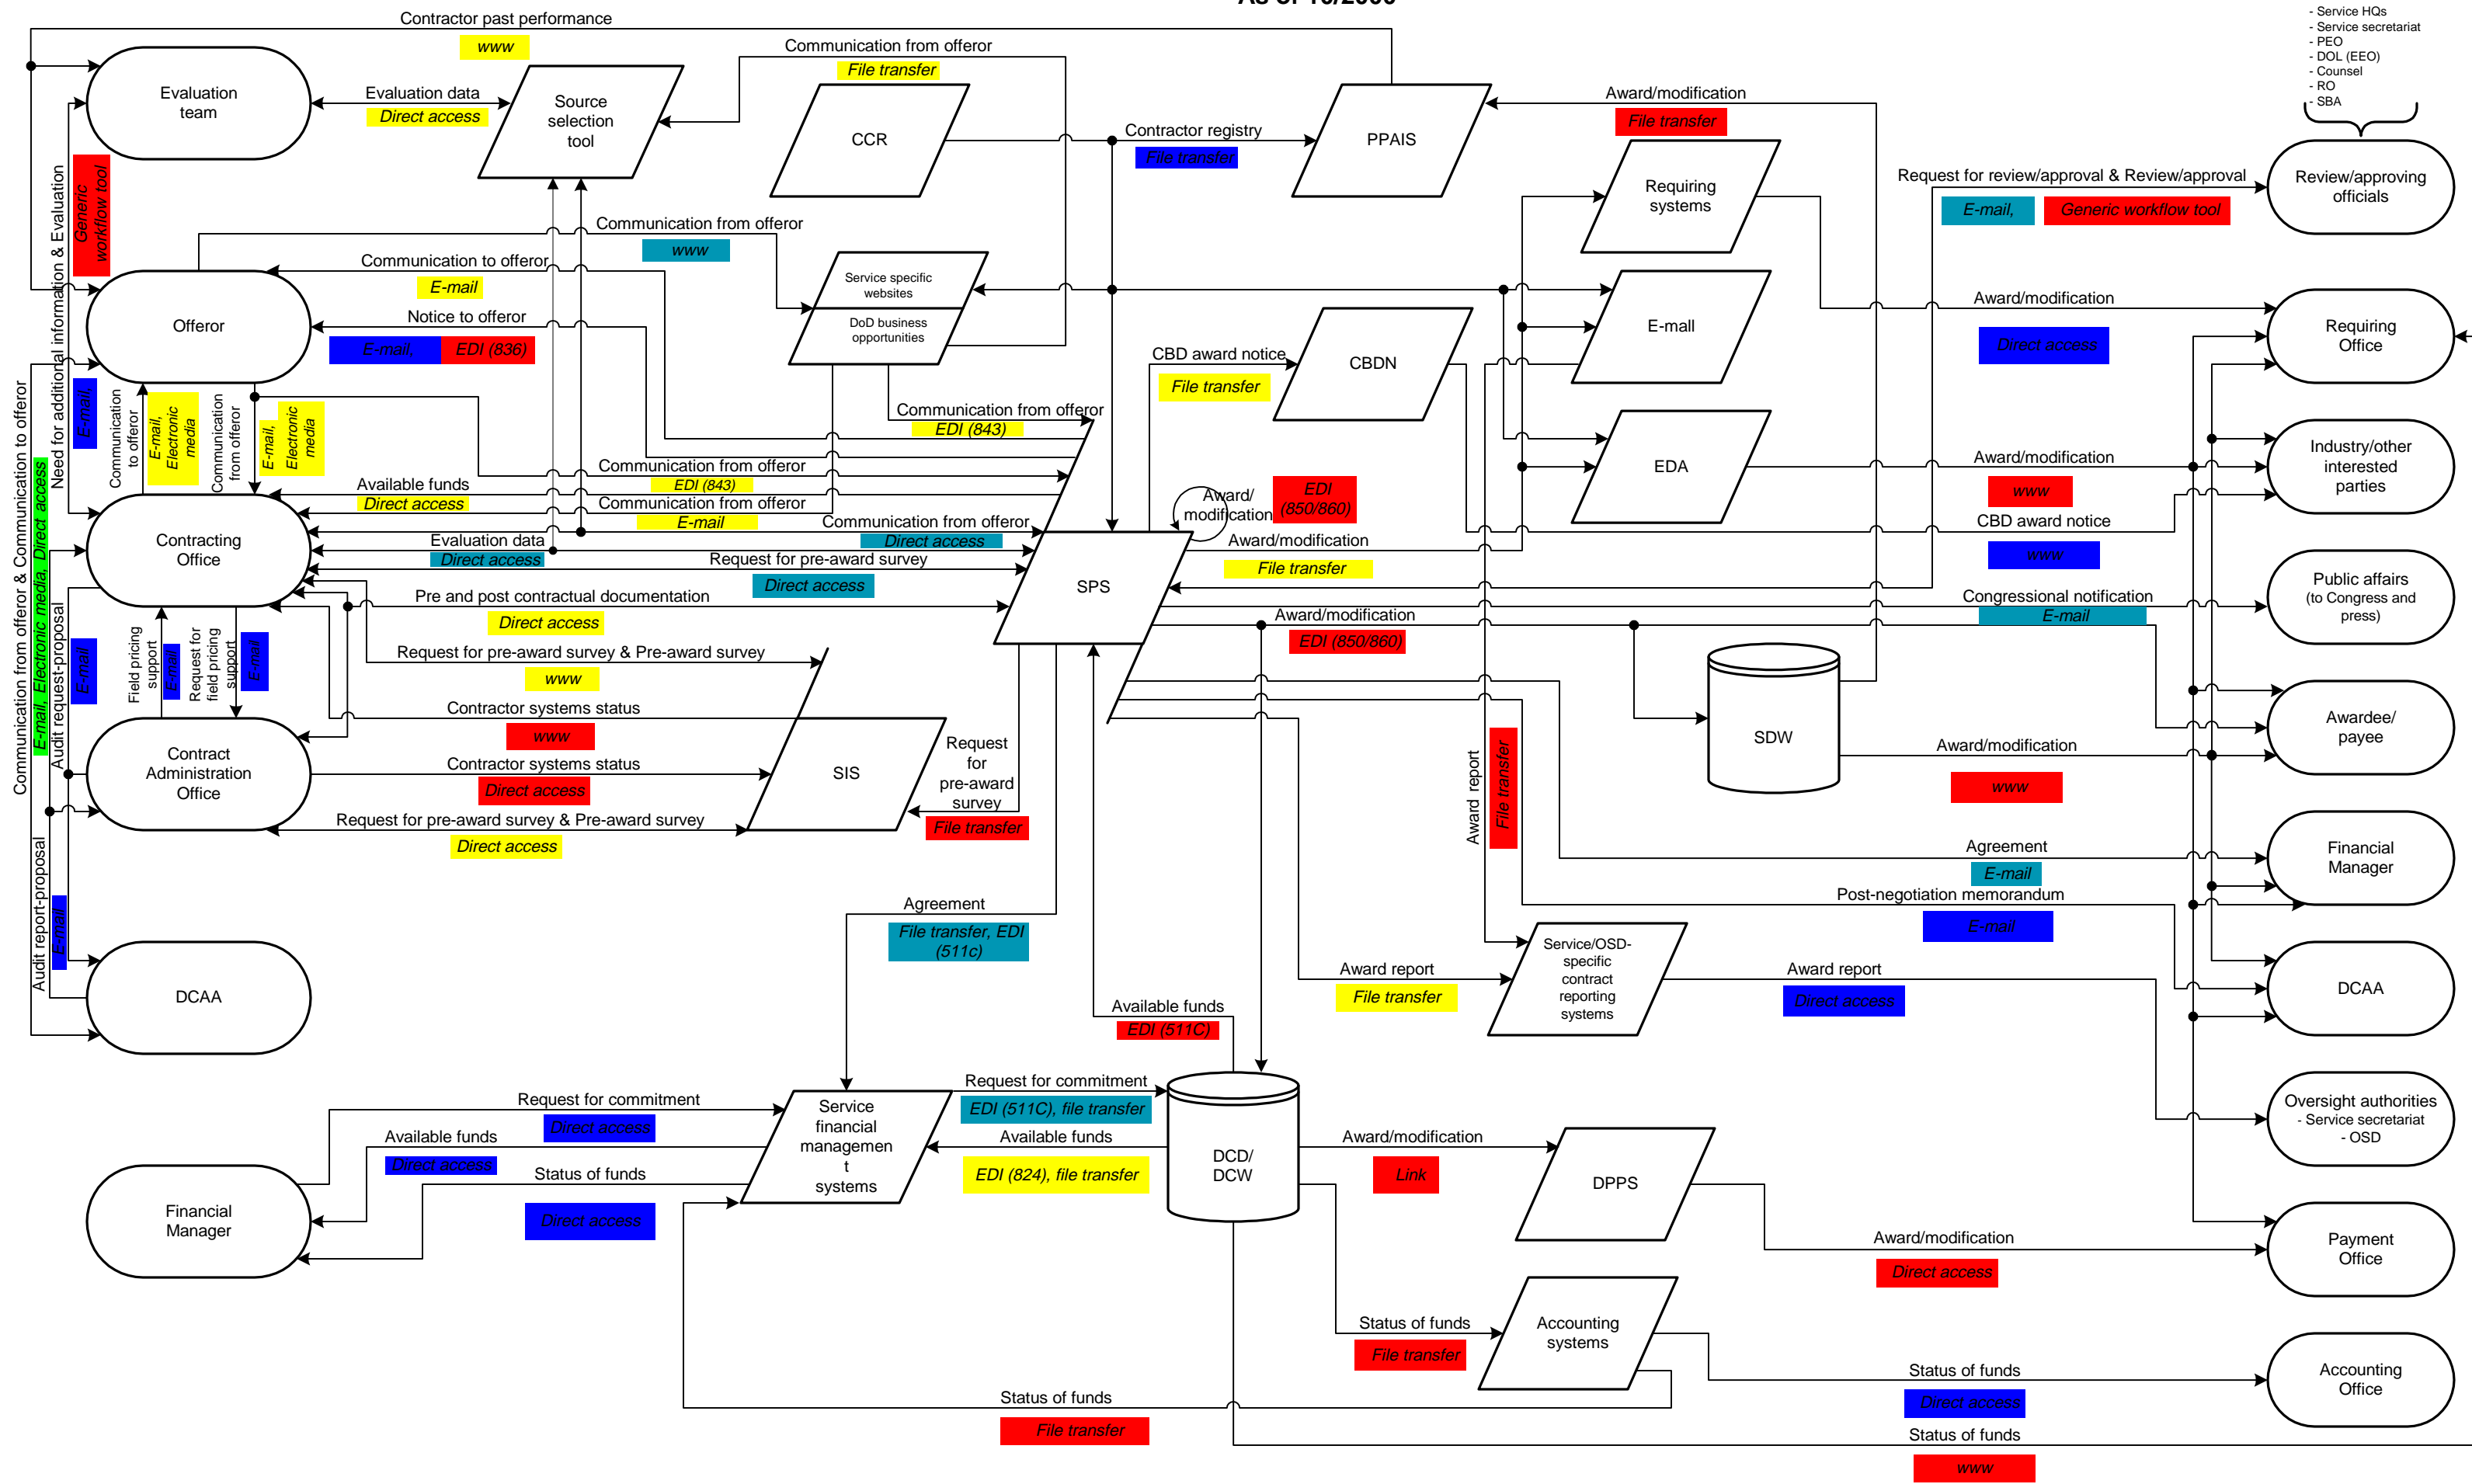 As of 10/2000
- Service HQs
- Service secretariat
- PEO
- DOL (EEO)
- Counsel
- RO
- SBA
Contractor past performance
www
Communication from offeror
File transfer
Evaluation
team
Evaluation data
Direct access
Source
selection
tool
CCR
Contractor registry
File transfer
PPAIS
Award/modification
File transfer
Requiring
systems
Request for review/approval & Review/approval
E-mail,
Generic workflow tool
Review/approving
officials
Need for additional information & Evaluation
Generic
workflow tool
E-mail,
Communication from offeror
www
Communication to offeror
E-mail
Offeror
Notice to offeror
E-mail,
EDI (836)
Service specific
websites
DoD business
opportunities
CBD award notice
File transfer
CBDN
E-mall
Award/modification
Direct access
Requiring
Office
Communication from offeror & Communication to offeror
E-mail, Electronic media, Direct access
Communication
to offeror
E-mail,
Electronic
media
Communication
from offeror
E-mail,
Electronic
media
Communication from offeror
EDI (843)
Communication from offeror
EDI (843)
Available funds
Direct access
Communication from offeror
E-mail
Communication from offeror
Direct access
EDA
Award/modification
www
Industry/other
interested
parties
Award/
modification
EDI
(850/860)
CBD award notice
www
Contracting
Office
Evaluation data
Direct access
Request for pre-award survey
Direct access
SPS
Award/modification
File transfer
Public affairs
(to Congress and
press)
Pre and post contractual documentation
Direct access
Congressional notification
E-mail
Award/modification
EDI (850/860)
Audit request-proposal
E-mail
Field pricing
support
E-mail
Request for
field pricing
support
E-mail
Request for pre-award survey & Pre-award survey
www
Contractor systems status
www
Contract
Administration
Office
Contractor systems status
Direct access
SIS
Request
for
pre-award
survey
File transfer
Request for pre-award survey & Pre-award survey
Direct access
SDW
Award/modification
www
Awardee/
payee
Award report
File transfer
Agreement
E-mail
Financial
Manager
Post-negotiation memorandum
E-mail
Audit report-proposal
E-mail
Agreement
File transfer, EDI
(511c)
DCAA
Available funds
EDI (511C)
Award report
File transfer
Service/OSD-
specific
contract
reporting
systems
Award report
Direct access
DCAA
Request for commitment
Direct access
Available funds
Direct access
Status of funds
Direct access
Financial
Manager
Service
financial
managemen
t
systems
Request for commitment
EDI (511C), file transfer
Available funds
EDI (824), file transfer
DCD/
DCW
Award/modification
Link
DPPS
Oversight authorities
- Service secretariat
- OSD
Award/modification
Direct access
Payment
Office
Status of funds
File transfer
Accounting
systems
Status of funds
Direct access
Accounting
Office
Status of funds
File transfer
Status of funds
www